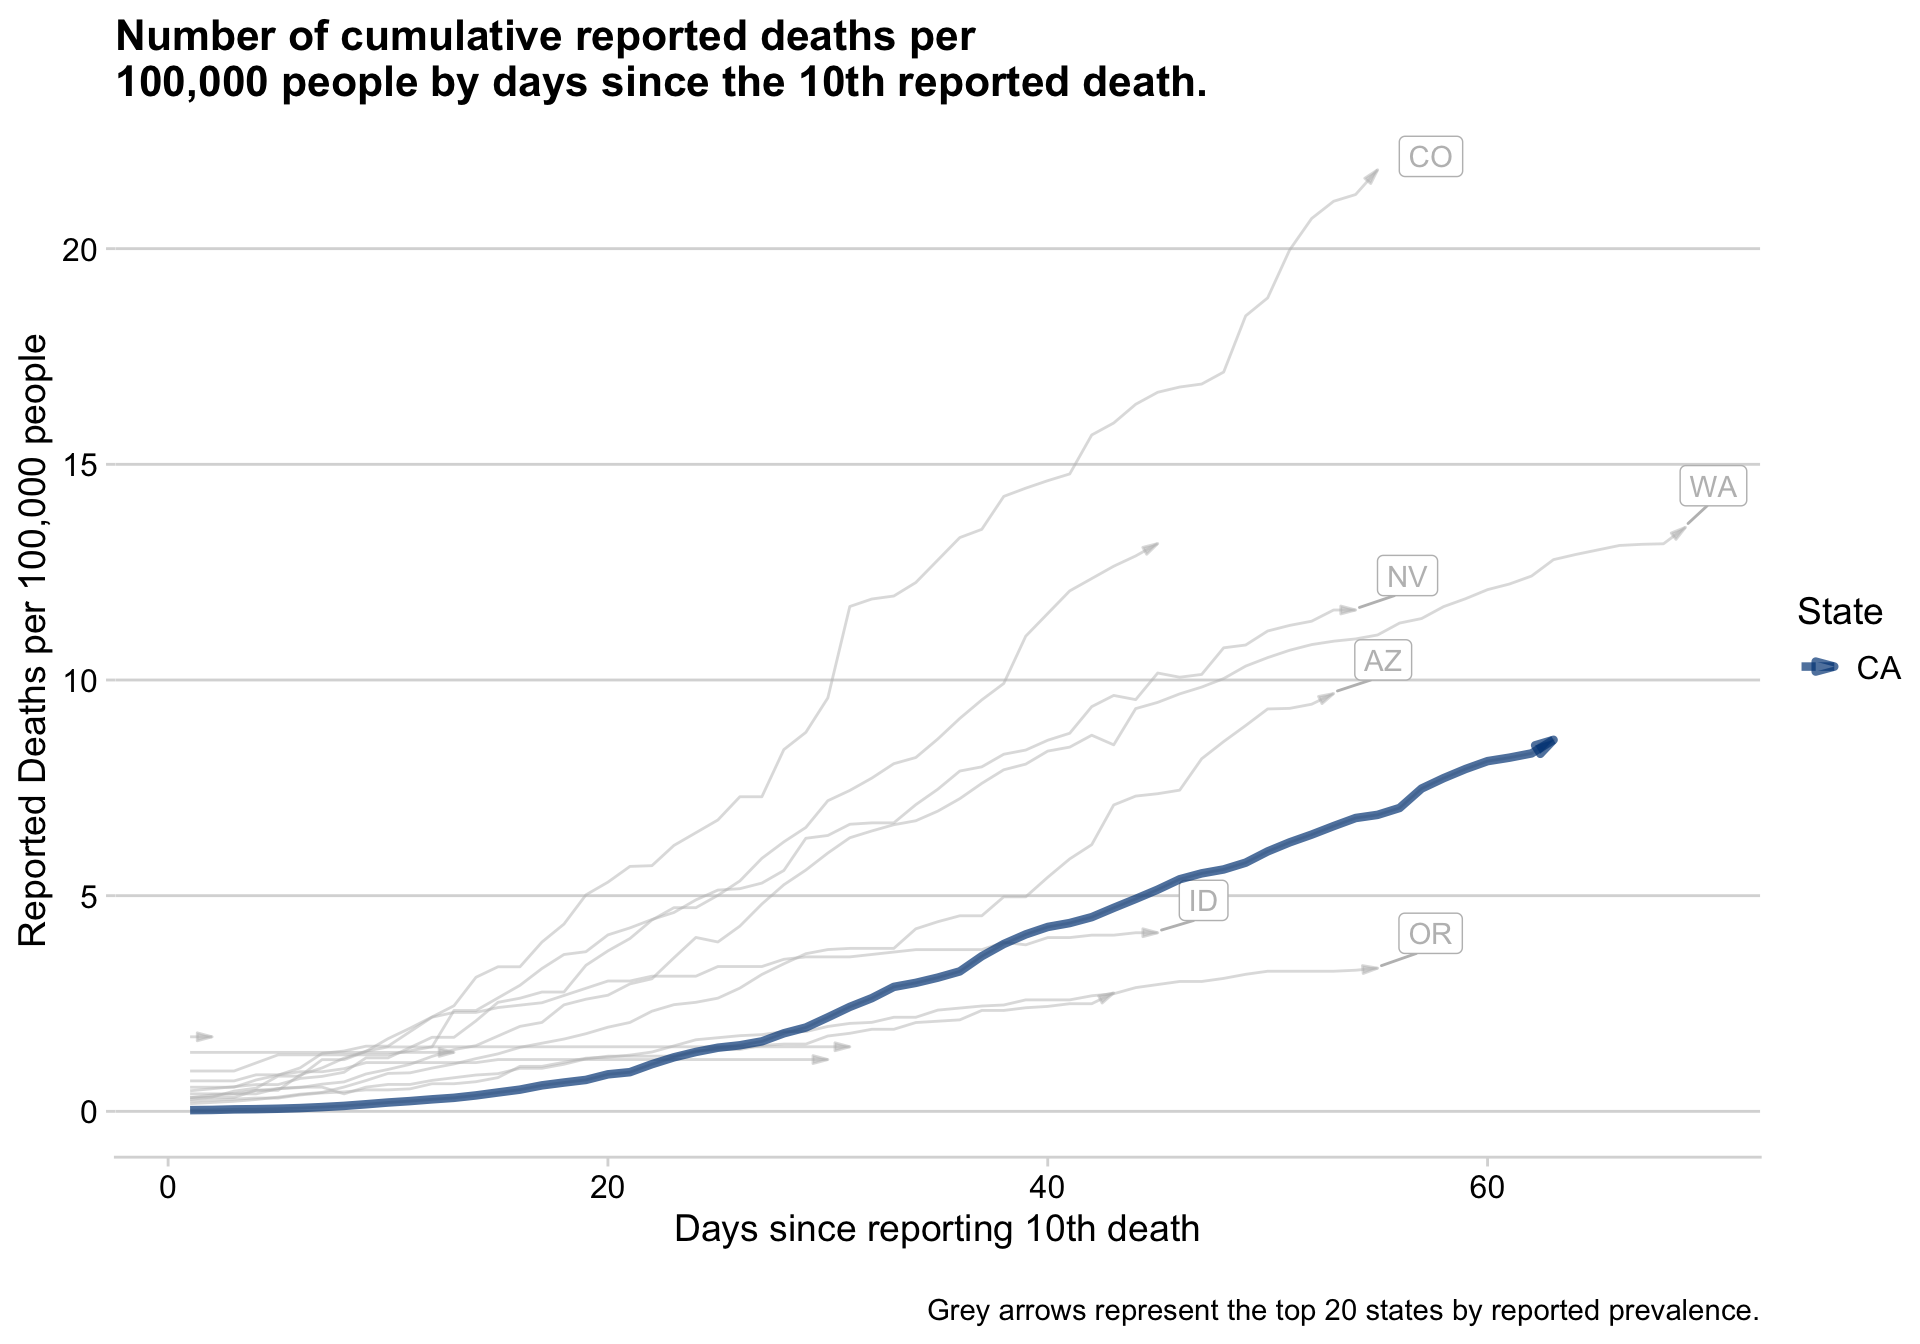 Number of cumulative reported deaths per
100,000 people by days since the 10th reported death.
CO
20
15
WA
NV
AZ
10
State
CA
ID
5
OR
0
Reported Deaths per 100,000 people
0 20 40 60
Days since reporting 10th death
Grey arrows represent the top 20 states by reported prevalence.